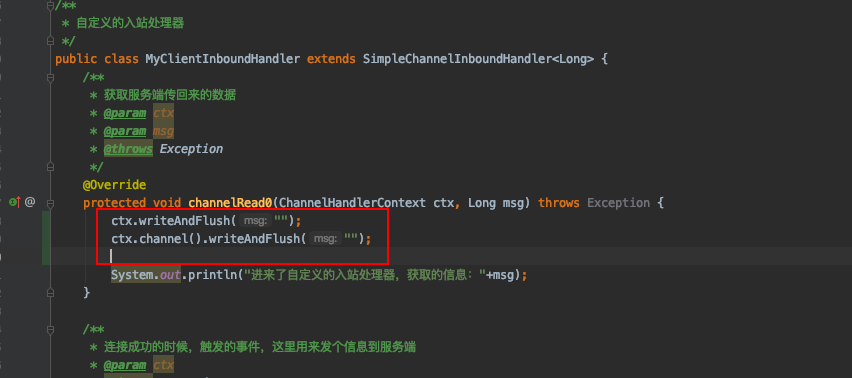 /**
* 自定义的入站处理器
*/
public class MyClientInboundHandler extends SimpleChannelInboundHandler<Long> {
/**
* 获取服务端传回来的数据
* @param ctx
* @param msg
* @throws Exception
*/
@Override
protected void channelRead0(ChannelHandlerContext ctx, Long msg) throws Exception {
ctx.writeAndFlush( msg: "");
ctx.channel().writeAndFlush( msg: "");
System.out.println("进来了自定义的入站处理器，获取的信息："+msg);
}
/**
* 连接成功的时候，触发的事件，这里用来发个信息到服务端
* @param ctx